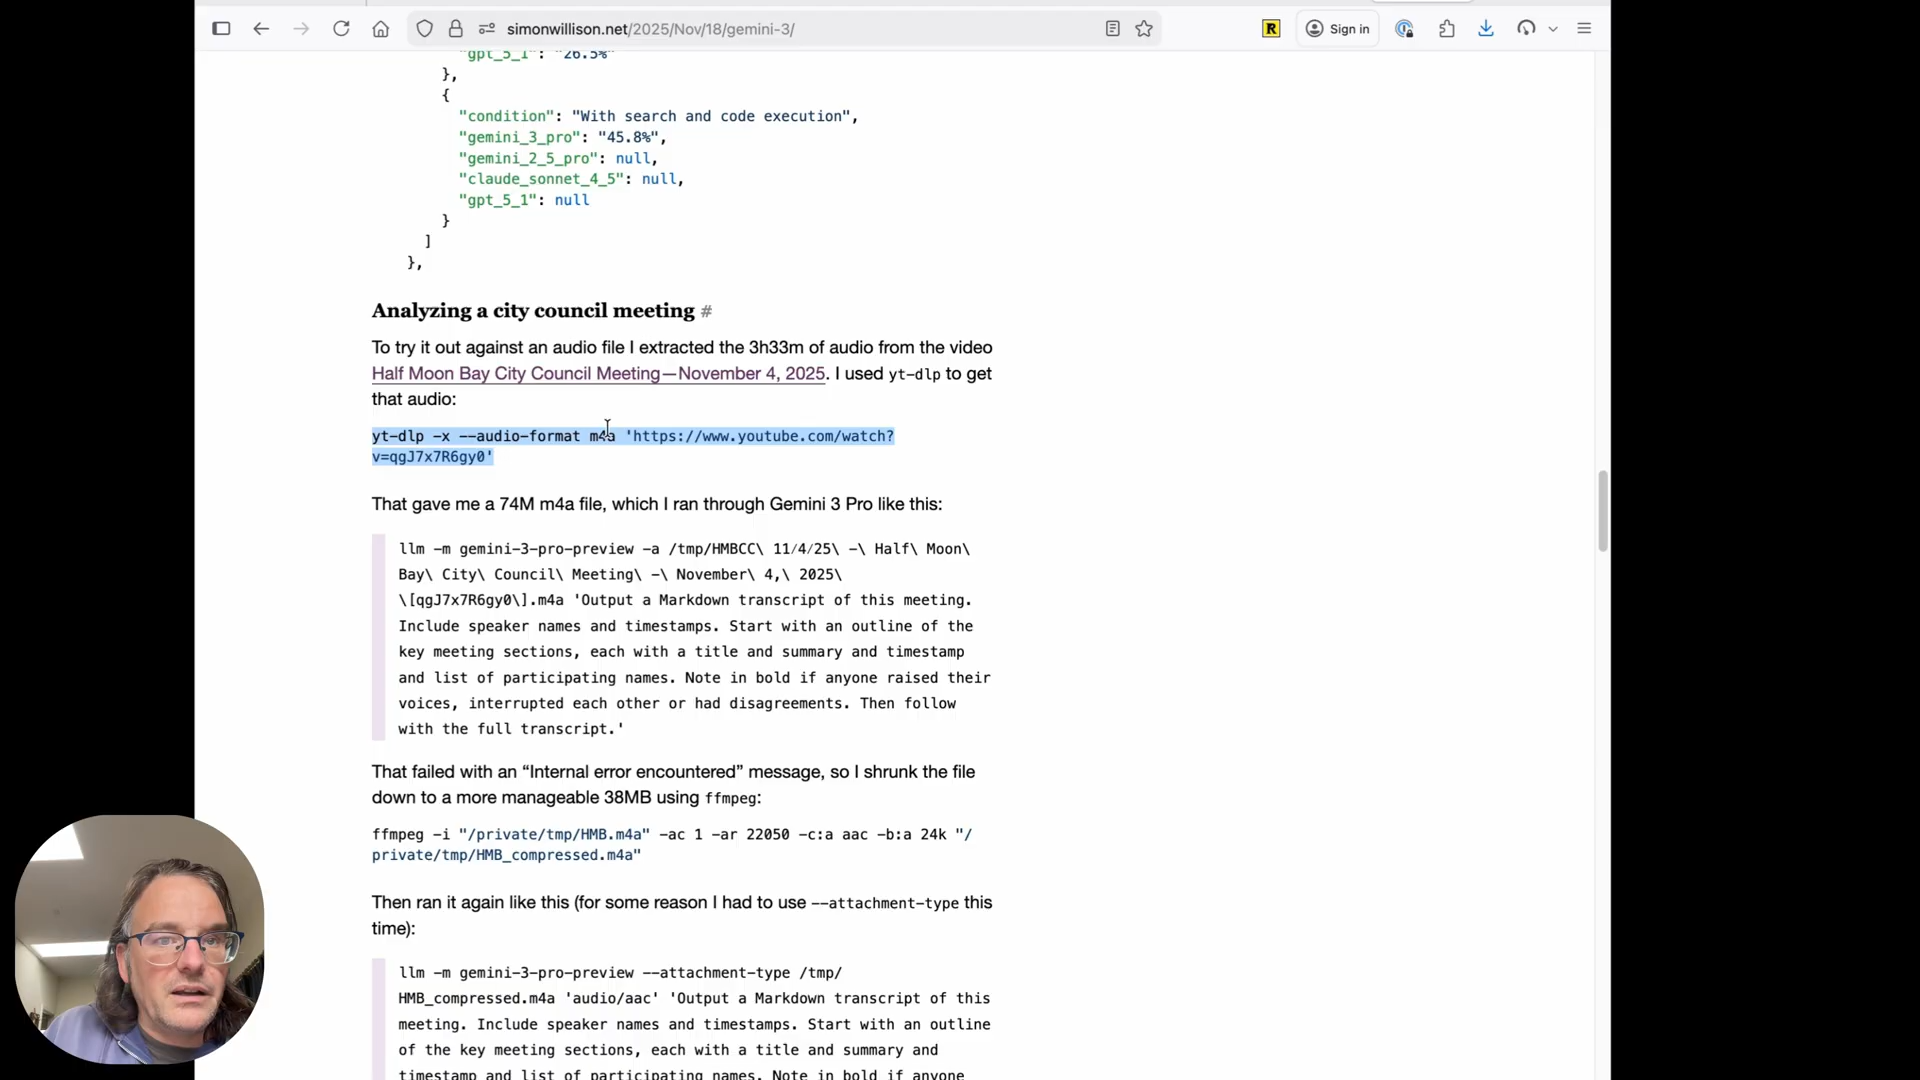 simonwillison.net/2025/Nov/18/gemini-3/
R
Sign in
"gpt_5_1": "26.5%"
},
{
"condition": "With search and code execution",
"gemini_3_pro": "45.8%",
"gemini_2_5_pro": null,
"claude_sonnet_4_5": null,
"gpt_5_1": null
}
]
},
Analyzing a city council meeting #
To try it out against an audio file I extracted the 3h33m of audio from the video
Half Moon Bay City Council Meeting—November 4, 2025. I used yt-dlp to get
that audio:
yt-dlp -x --audio-format m4a 'https://www.youtube.com/watch?
v=qgJ7x7R6gy0'
That gave me a 74M m4a file, which I ran through Gemini 3 Pro like this:
llm -m gemini-3-pro-preview -a /tmp/HMBCC\ 11⁄4⁄25\ -\ Half\ Moon\
Bay\ City\ Council\ Meeting\ -\ November\ 4,\ 2025\
\[qgJ7x7R6gy0\].m4a 'Output a Markdown transcript of this meeting.
Include speaker names and timestamps. Start with an outline of the
key meeting sections, each with a title and summary and timestamp
and list of participating names. Note in bold if anyone raised their
voices, interrupted each other or had disagreements. Then follow
with the full transcript.'
That failed with an “Internal error encountered” message, so I shrunk the file
down to a more manageable 38MB using ffmpeg:
ffmpeg -i "/private/tmp/HMB.m4a" -ac 1 -ar 22050 -c:a aac -b:a 24k "/
private/tmp/HMB_compressed.m4a"
Then ran it again like this (for some reason I had to use --attachment-type this
time):
llm -m gemini-3-pro-preview --attachment-type /tmp/
HMB_compressed.m4a 'audio/aac' 'Output a Markdown transcript of this
meeting. Include speaker names and timestamps. Start with an outline
of the key meeting sections, each with a title and summary and
timestamp and list of participating names. Note in bold if anyone